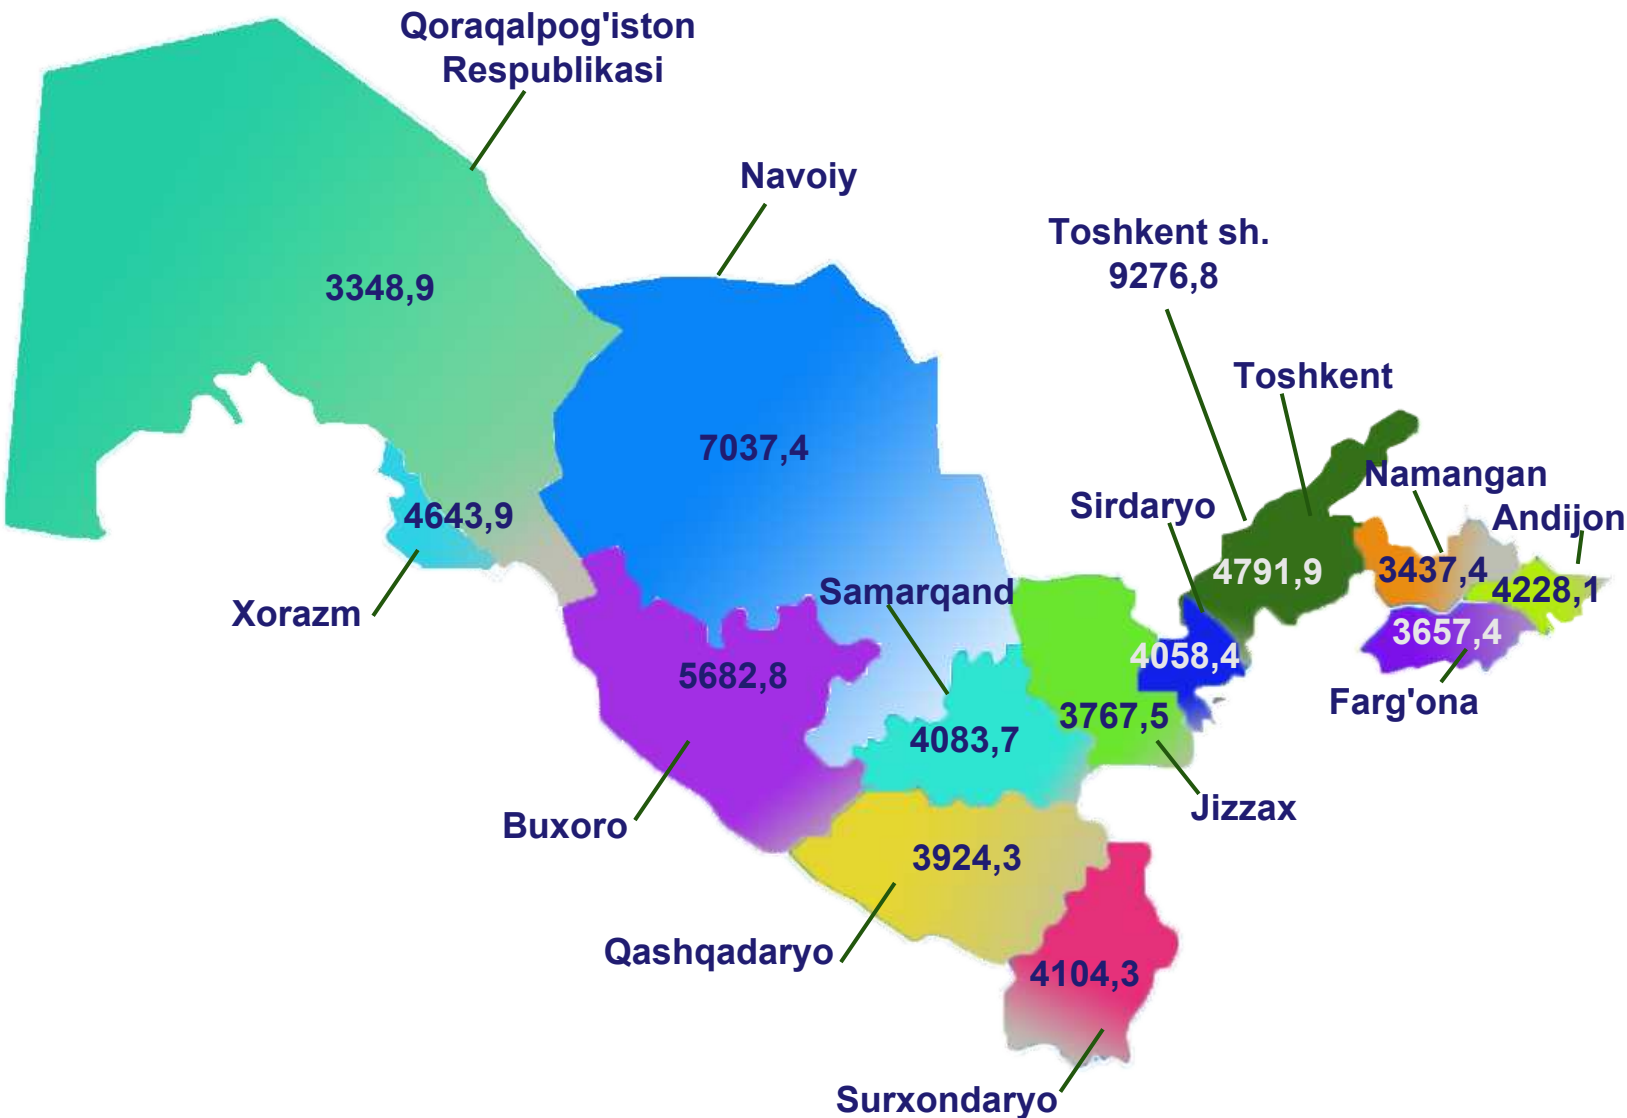 Qoraqalpog'iston
Respublikasi
3348,9
Navoiy
7037,4
Toshkent sh.
9276,8
Toshkent
4791,9
Namangan
3437,4
Andijon
4228,1
Sirdaryo
4058,4
3657,4
Farg'ona
4643,9
Xorazm
Samarqand
4083,7
5682,8
Buxoro
3767,5
Jizzax
3924,3
Qashqadaryo
4104,3
Surxondaryo